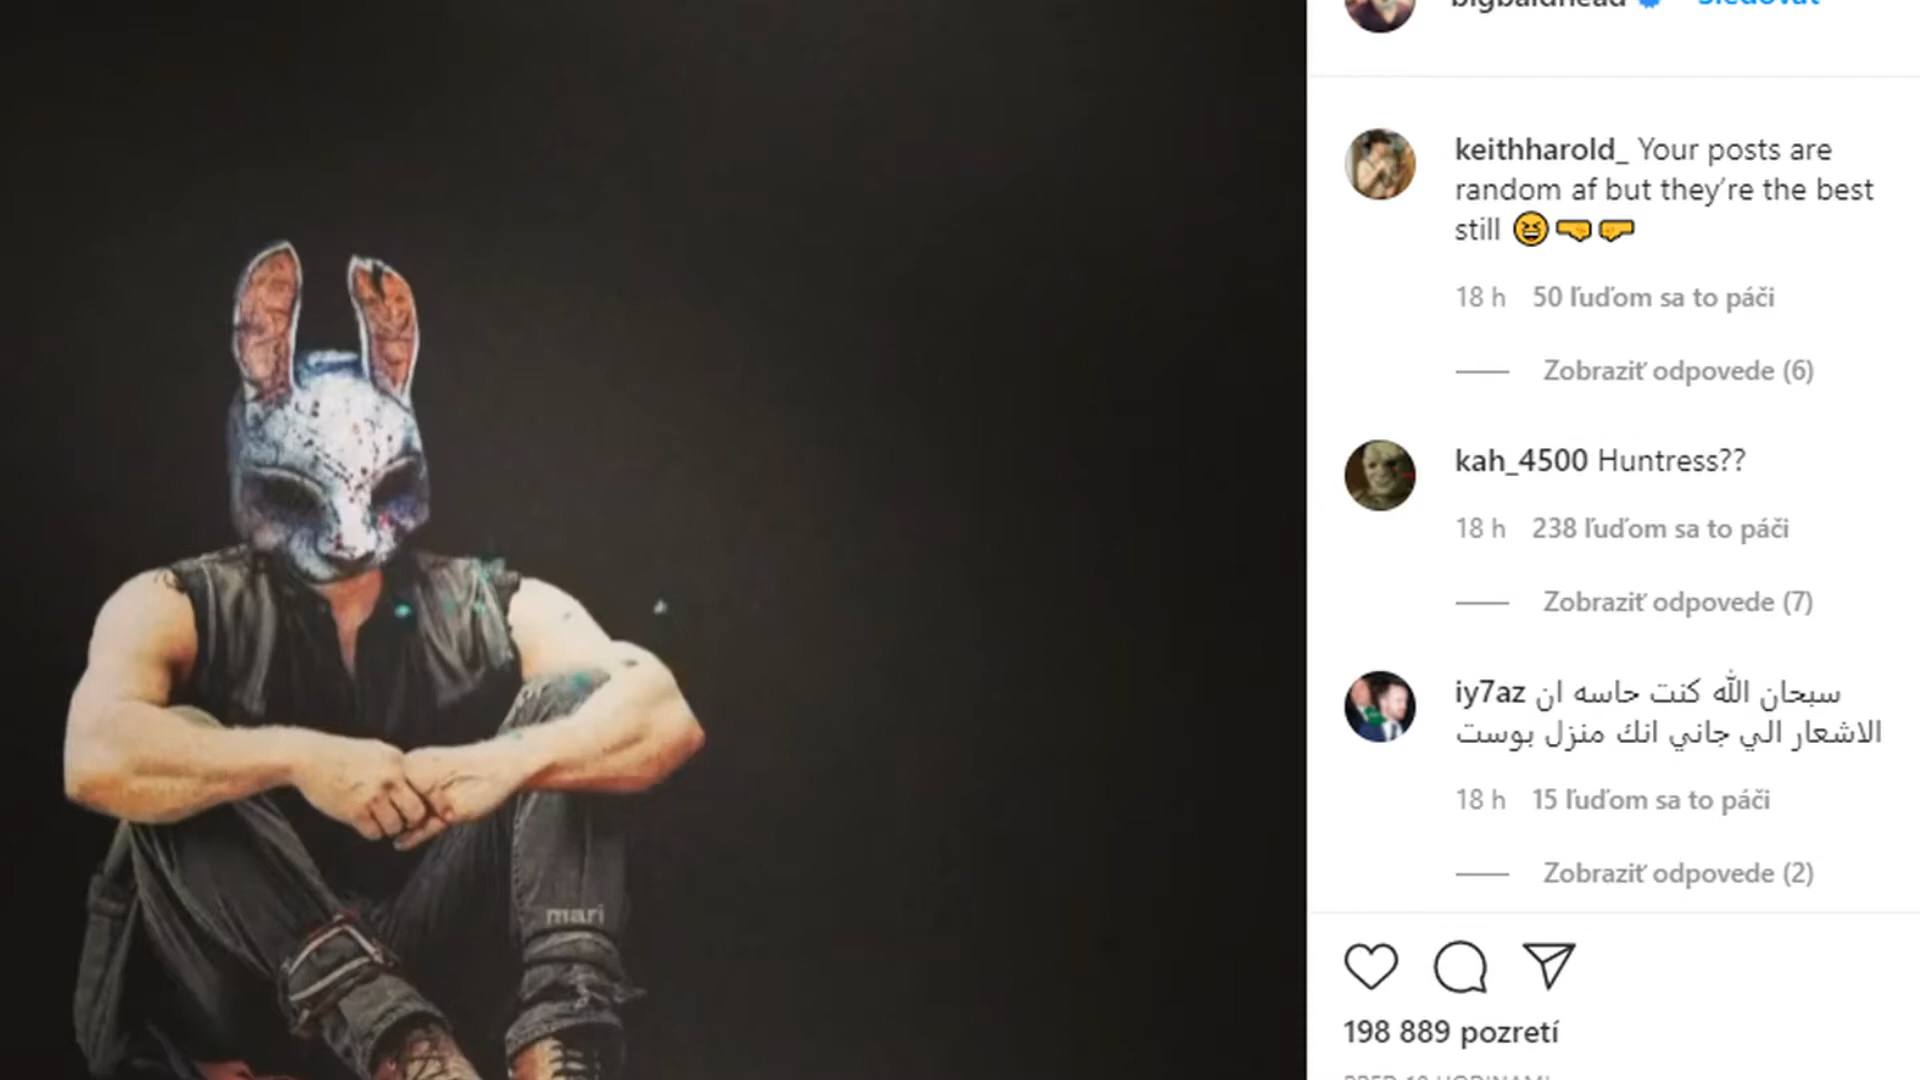 bigbaldhead Sledovať
keithharold_ Your posts are
random af but they’re the best
still 😆🤜🤛
18 h 50 ľuďom sa to páči
Zobraziť odpovede (6)
kah_4500 Huntress??
18 h 238 ľuďom sa to páči
Zobraziť odpovede (7)
iy7az سبحان الله كنت حاسه ان
الاشعار الي جاني انك منزل بوست
18 h 15 ľuďom sa to páči
Zobraziť odpovede (2)
mari
198 889 pozretí